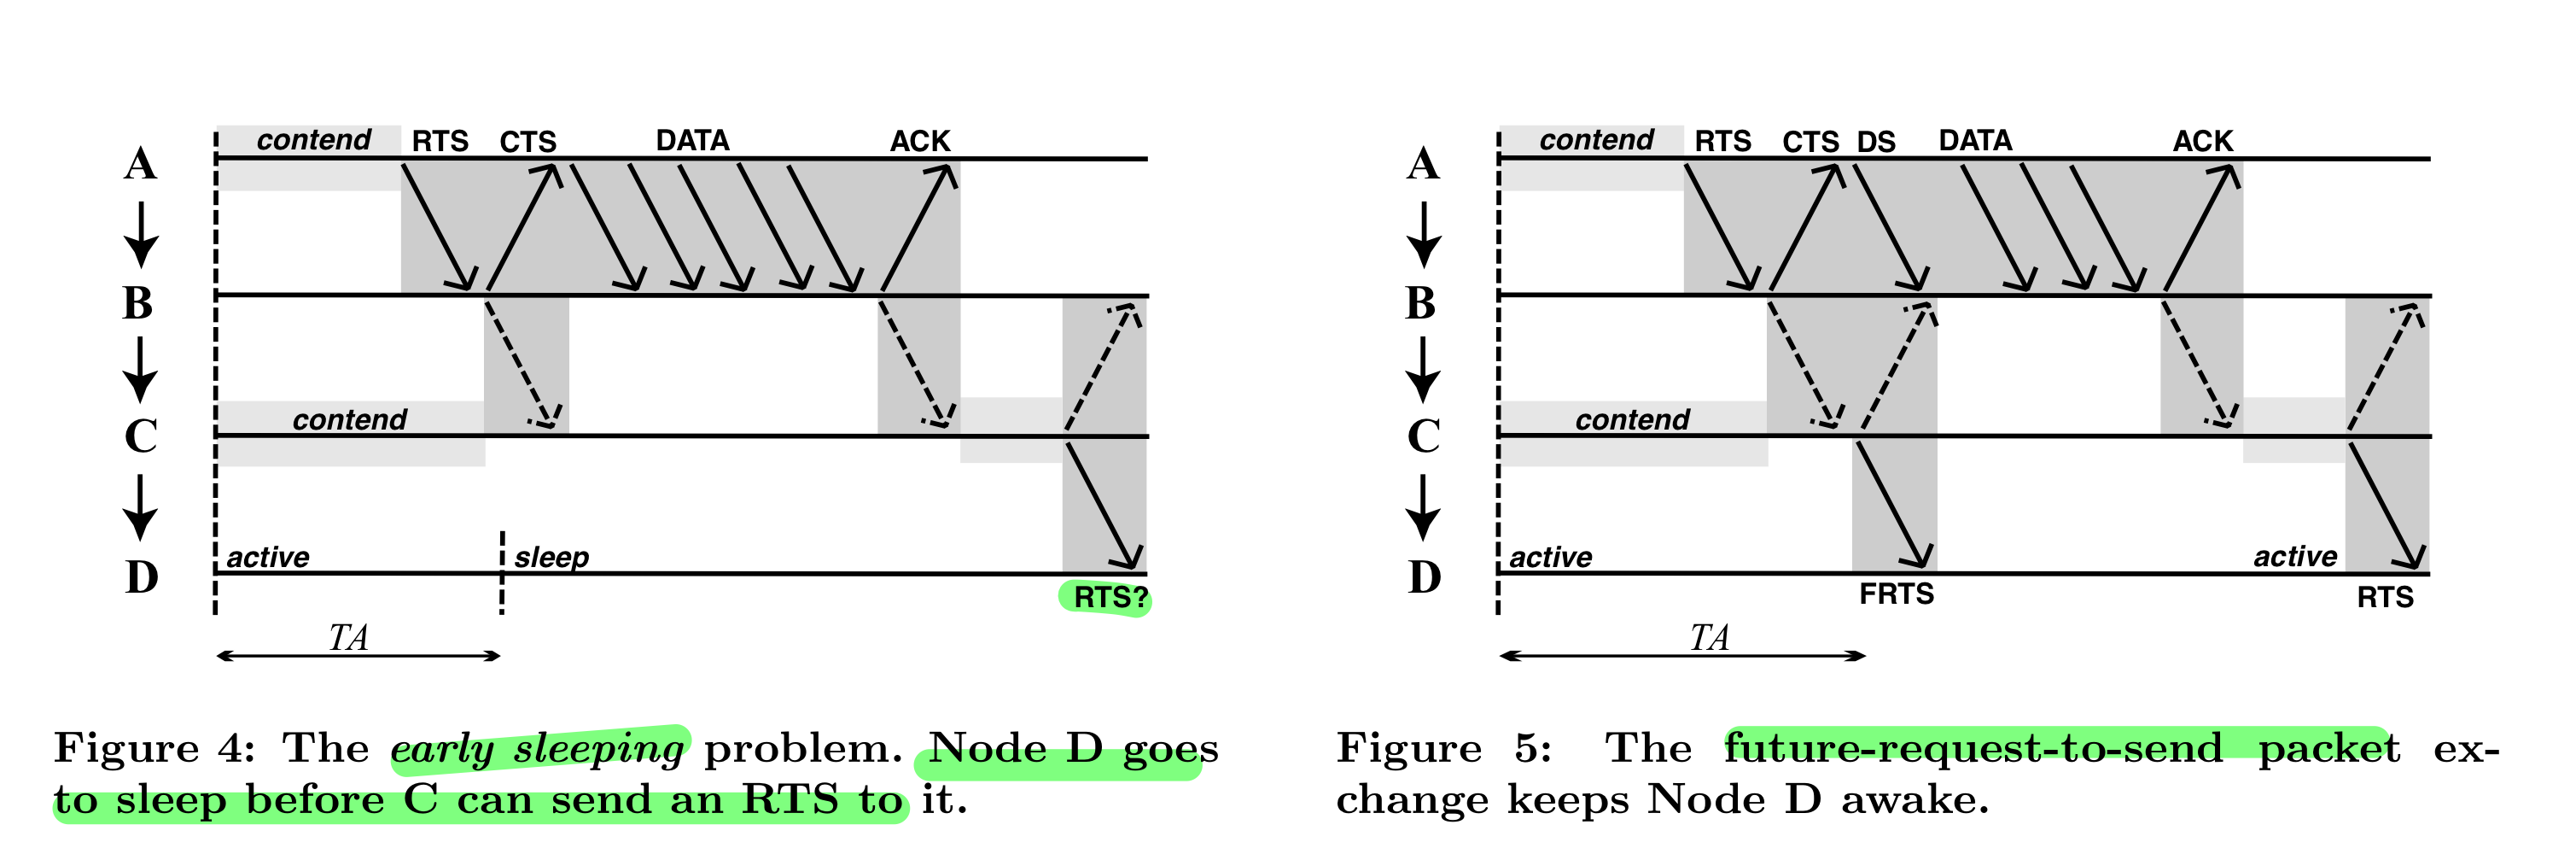 contend RTS CTS DATA ACK
A
B
contend
C
active sleep
D
RTS?
TA
Figure 4: The early sleeping problem. Node D goes
to sleep before C can send an RTS to it.
contend RTS CTS DS DATA ACK
A
B
contend
C
active active
D
FRTS RTS
TA
Figure 5: The future-request-to-send packet ex-
change keeps Node D awake.